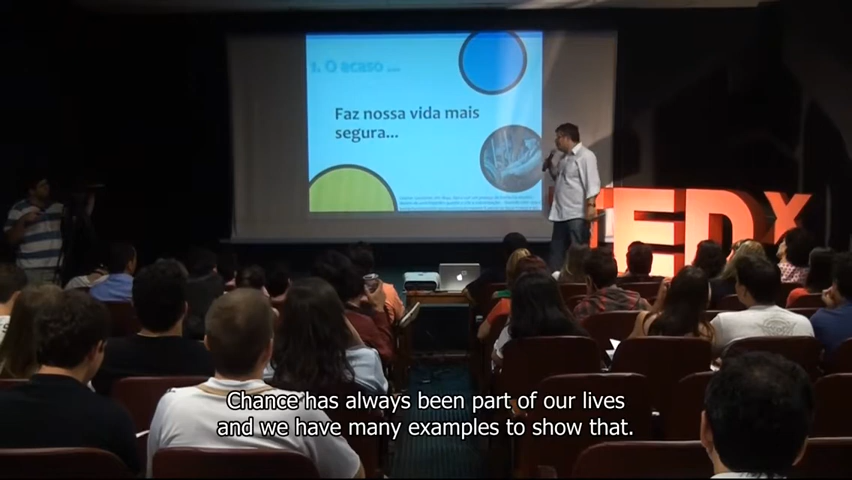 1. O acaso ...
Faz nossa vida mais
segura...
TEDx
Chance has always been part of our lives
and we have many examples to show that.